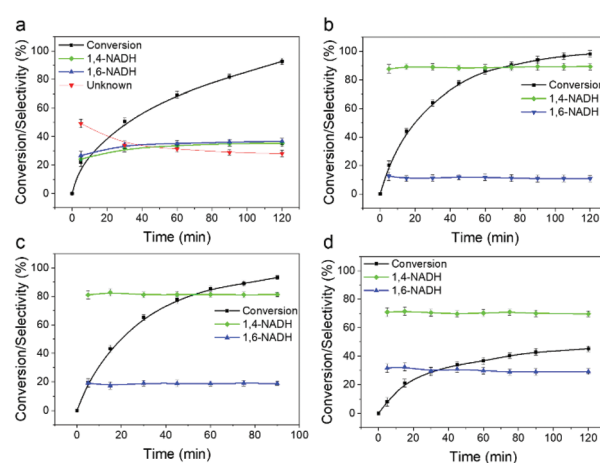 a
Conversion/Selectivity (%)
100
80
60
40
20
0
Conversion
1,4-NADH
1,6-NADH
Unknown
0 20 40 60 80 100 120
Time (min)
b
Conversion/Selectivity (%)
100
80
60
40
20
0
Conversion
1,4-NADH
1,6-NADH
0 20 40 60 80 100 120
Time (min)
c
Conversion/Selectivity (%)
100
80
60
40
20
0
Conversion
1,4-NADH
1,6-NADH
0 20 40 60 80 100
Time (min)
d
Conversion/Selectivity (%)
100
80
60
40
20
0
Conversion
1,4-NADH
1,6-NADH
0 20 40 60 80 100 120
Time (min)